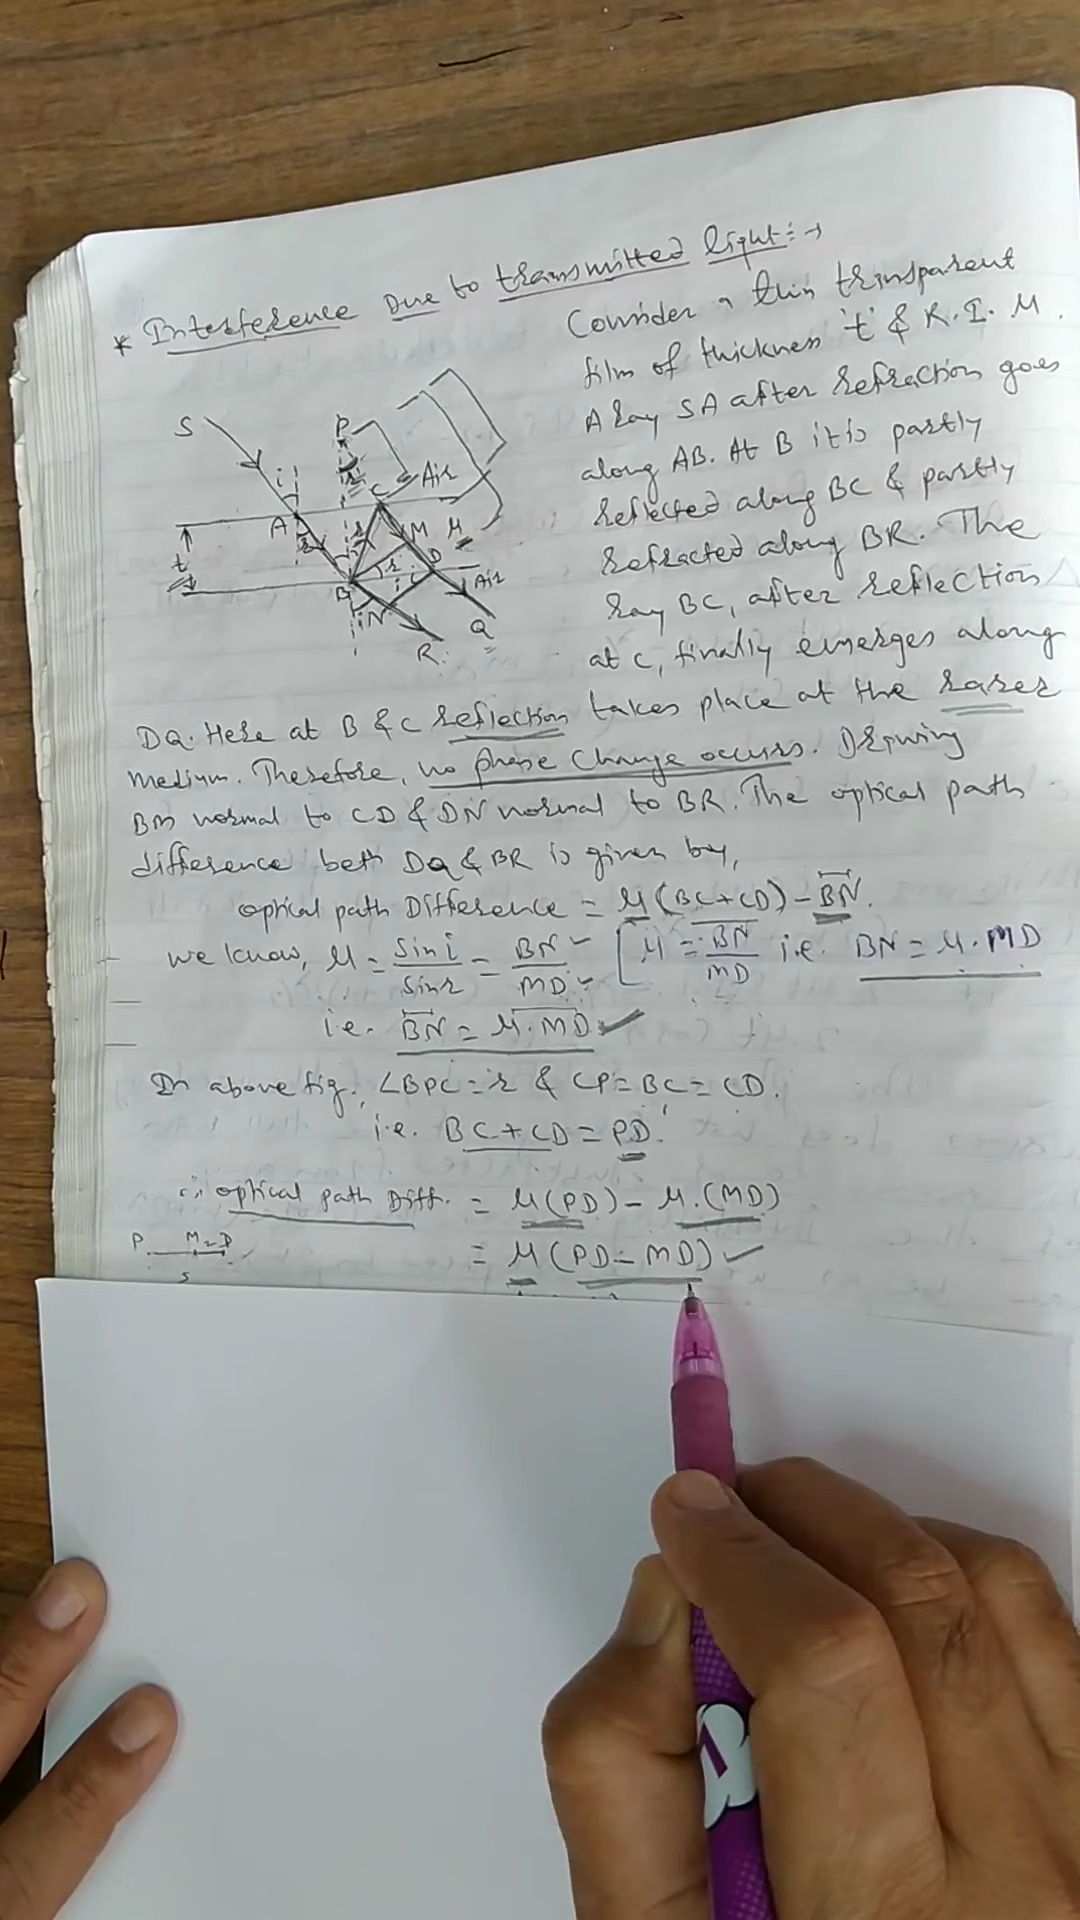 * Interference Due to transmitted light :→
Consider a thin transparent
film of thickness 't' & R.I. μ.
A ray SA after refraction goes
along AB. At B it is partly
reflected along BC & partly
Refracted along BR. The
ray BC, after reflection
at C, finally emerges along
DQ. Here at B & C reflection takes place at the rarer
medium. Therefore, no phase change occurs. Drawing
BM normal to CD & DN normal to BR. The optical path
difference betn DQ & BR is given by,
optical path Difference = μ(BC+CD) - BN.
we know, μ = sin i / sin r = BN / MD [ μ = BN / MD i.e. BN = μ. MD
i.e. BN = μ. MD ✓
In above fig., ∠BPC = r & CP = BC = CD.
i.e. BC + CD = PD.
∴ optical path Diff. = μ(PD) - μ.(MD)
= μ(PD - MD) ✓
S
P
i
Air
C
A
r
M
μ
t
D
B
Air
N
Q
R
P M D